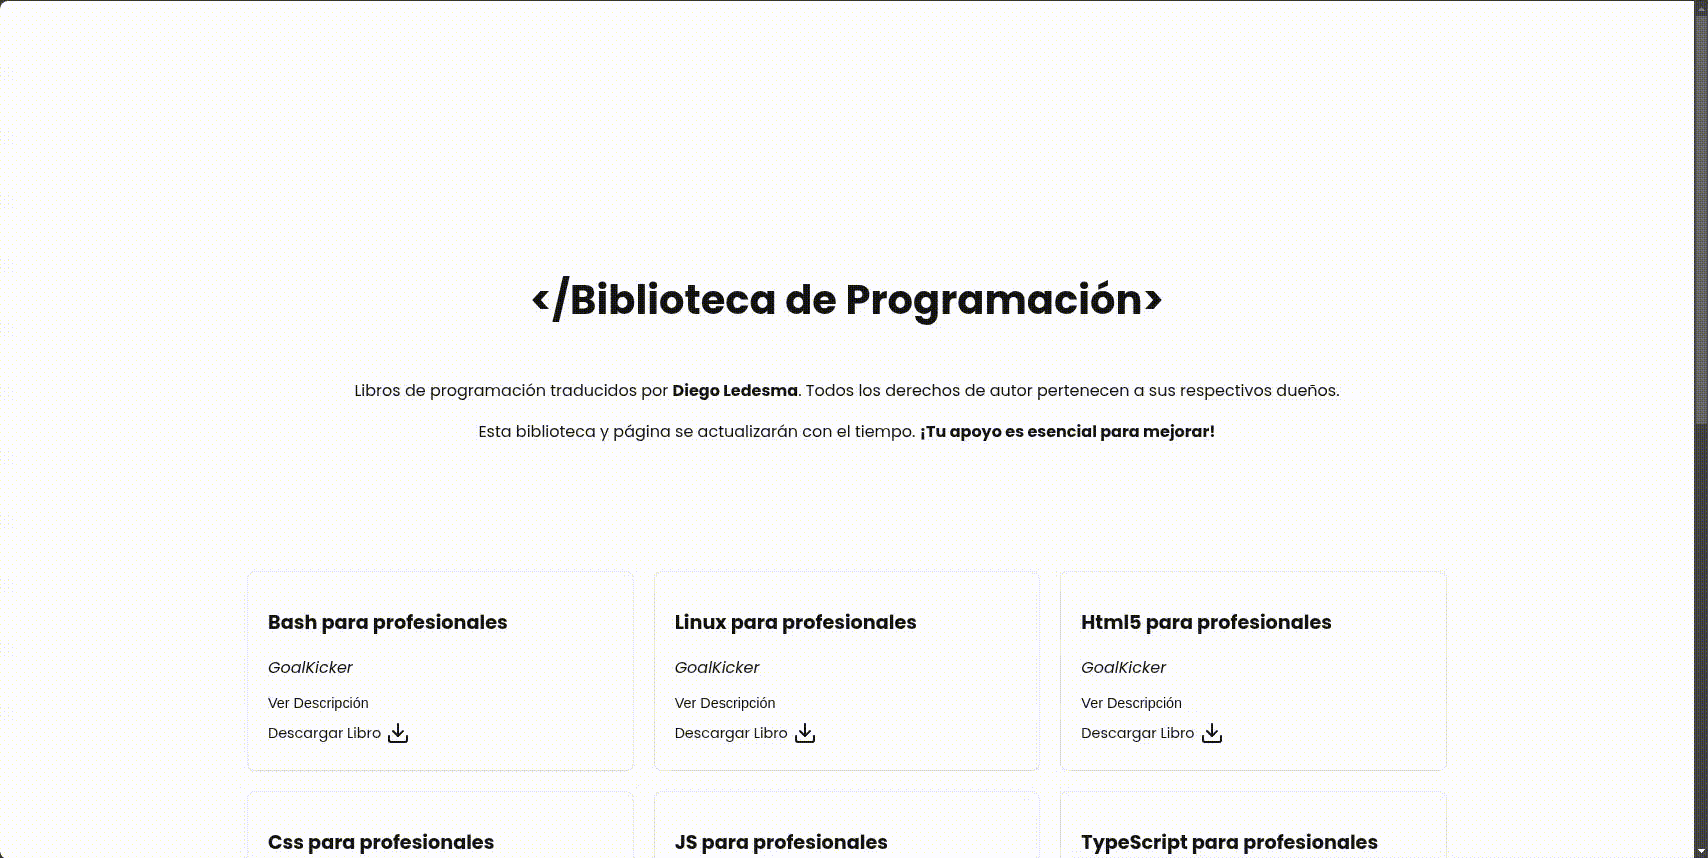 </Biblioteca de Programación>
Libros de programación traducidos por Diego Ledesma. Todos los derechos de autor pertenecen a sus respectivos dueños.
Esta biblioteca y página se actualizarán con el tiempo. ¡Tu apoyo es esencial para mejorar!
Bash para profesionales
GoalKicker
Ver Descripción
Descargar Libro
Linux para profesionales
GoalKicker
Ver Descripción
Descargar Libro
Html5 para profesionales
GoalKicker
Ver Descripción
Descargar Libro
Css para profesionales
JS para profesionales
TypeScript para profesionales